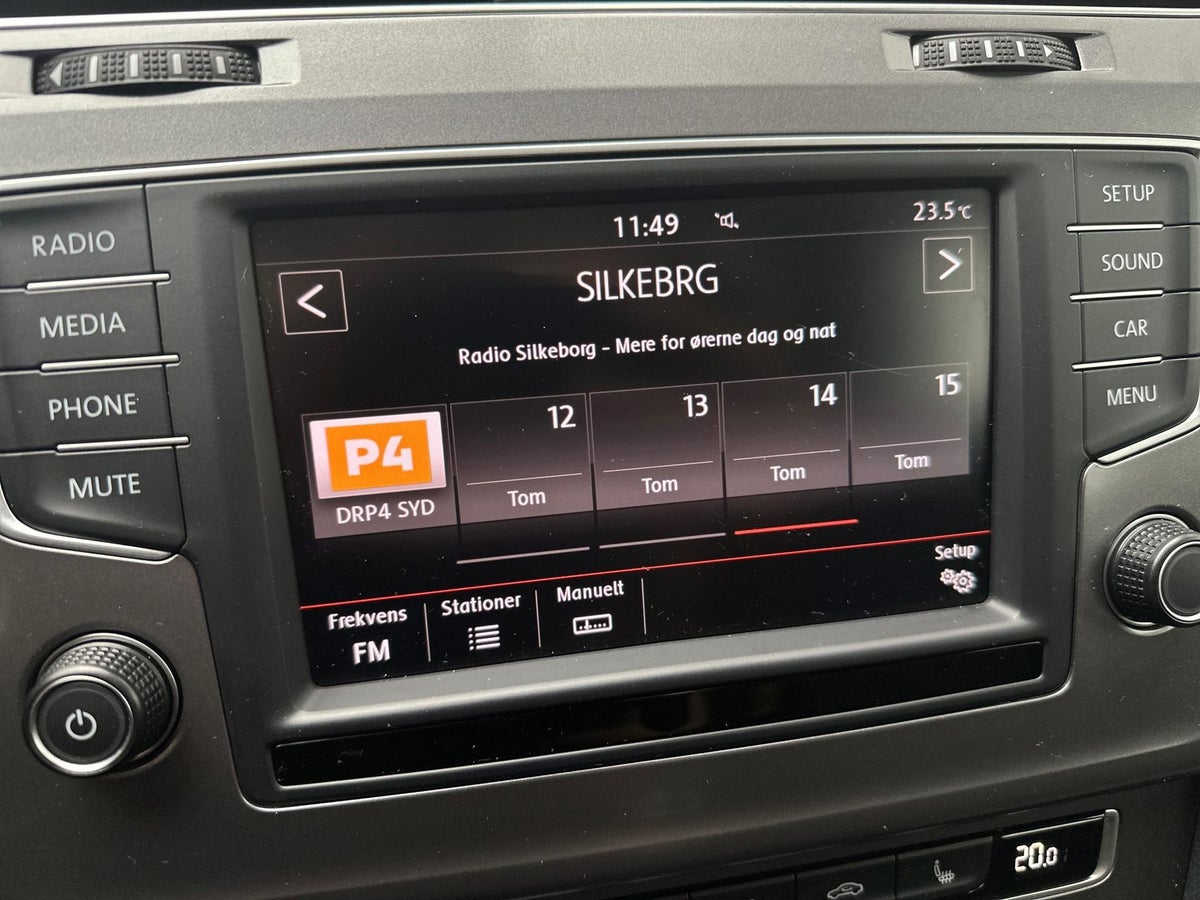 RADIO
MEDIA
PHONE
MUTE
11:49
23.5°C
<
SILKEBRG
>
Radio Silkeborg - Mere for ørerne dag og nat
P4
DRP4 SYD
12
Tom
13
Tom
14
Tom
15
Tom
Frekvens
FM
Stationer
Manuelt
Setup
SETUP
SOUND
CAR
MENU
20.0